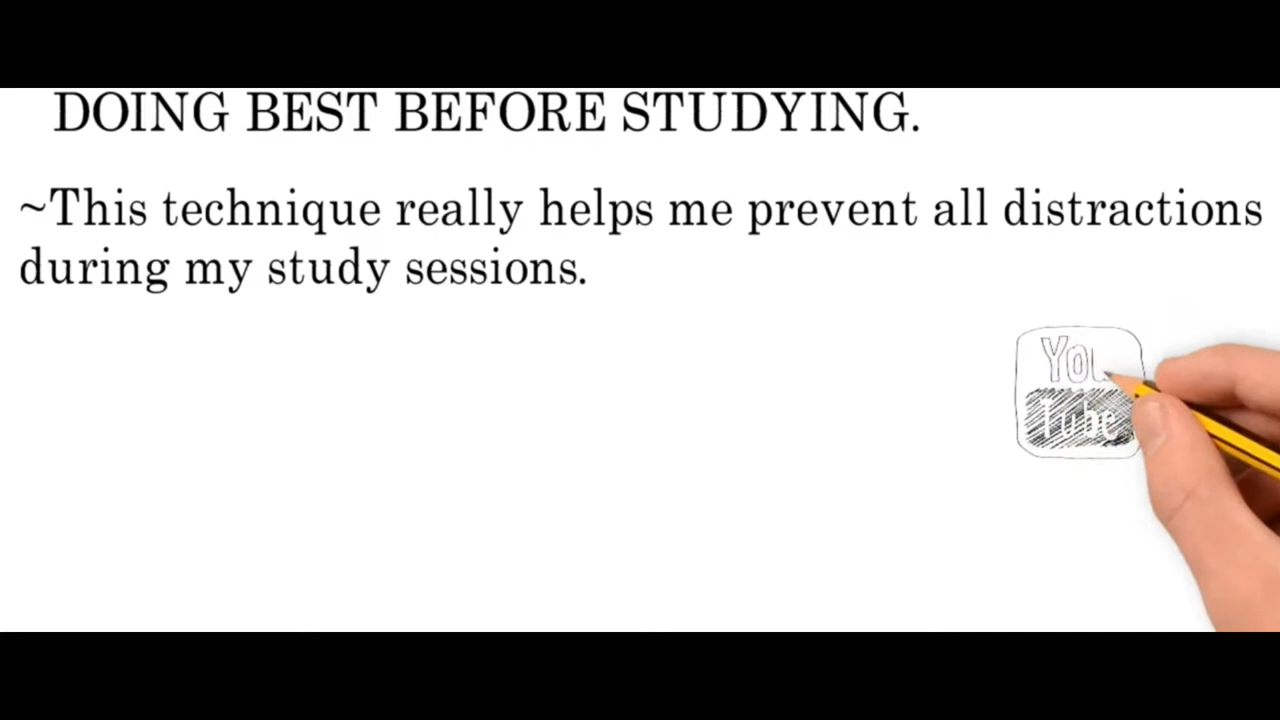 DOING BEST BEFORE STUDYING.
~This technique really helps me prevent all distractions
during my study sessions.
You
Tube